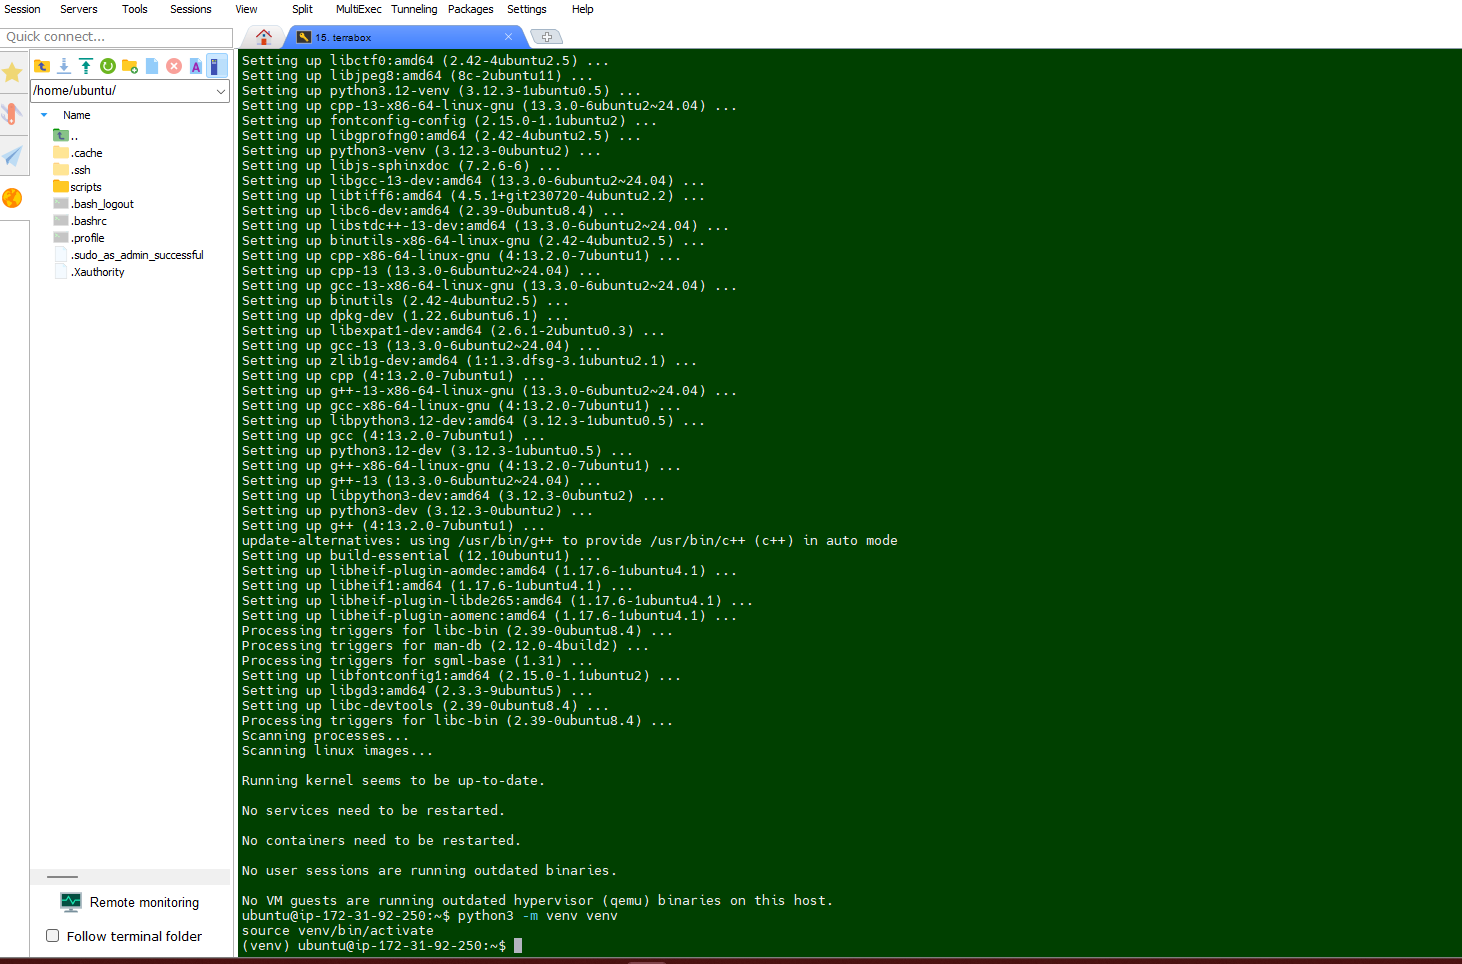 Session Servers Tools Sessions View Split MultiExec Tunneling Packages Settings Help
Quick connect...
15. terrabox
/home/ubuntu/
Name
..
.cache
.ssh
scripts
.bash_logout
.bashrc
.profile
.sudo_as_admin_successful
.Xauthority
Remote monitoring
Follow terminal folder
Setting up libctf0:amd64 (2.42-4ubuntu2.5) ...
Setting up libjpeg8:amd64 (8c-2ubuntu11) ...
Setting up python3.12-venv (3.12.3-1ubuntu0.5) ...
Setting up cpp-13-x86-64-linux-gnu (13.3.0-6ubuntu2~24.04) ...
Setting up fontconfig-config (2.15.0-1.1ubuntu2) ...
Setting up libgprofng0:amd64 (2.42-4ubuntu2.5) ...
Setting up python3-venv (3.12.3-0ubuntu2) ...
Setting up libjs-sphinxdoc (7.2.6-6) ...
Setting up libgcc-13-dev:amd64 (13.3.0-6ubuntu2~24.04) ...
Setting up libtiff6:amd64 (4.5.1+git230720-4ubuntu2.2) ...
Setting up libc6-dev:amd64 (2.39-0ubuntu8.4) ...
Setting up libstdc++-13-dev:amd64 (13.3.0-6ubuntu2~24.04) ...
Setting up binutils-x86-64-linux-gnu (2.42-4ubuntu2.5) ...
Setting up cpp-x86-64-linux-gnu (4:13.2.0-7ubuntu1) ...
Setting up cpp-13 (13.3.0-6ubuntu2~24.04) ...
Setting up gcc-13-x86-64-linux-gnu (13.3.0-6ubuntu2~24.04) ...
Setting up binutils (2.42-4ubuntu2.5) ...
Setting up dpkg-dev (1.22.6ubuntu6.1) ...
Setting up libexpat1-dev:amd64 (2.6.1-2ubuntu0.3) ...
Setting up gcc-13 (13.3.0-6ubuntu2~24.04) ...
Setting up zlib1g-dev:amd64 (1:1.3.dfsg-3.1ubuntu2.1) ...
Setting up cpp (4:13.2.0-7ubuntu1) ...
Setting up g++-13-x86-64-linux-gnu (13.3.0-6ubuntu2~24.04) ...
Setting up gcc-x86-64-linux-gnu (4:13.2.0-7ubuntu1) ...
Setting up libpython3.12-dev:amd64 (3.12.3-1ubuntu0.5) ...
Setting up gcc (4:13.2.0-7ubuntu1) ...
Setting up python3.12-dev (3.12.3-1ubuntu0.5) ...
Setting up g++-x86-64-linux-gnu (4:13.2.0-7ubuntu1) ...
Setting up g++-13 (13.3.0-6ubuntu2~24.04) ...
Setting up libpython3-dev:amd64 (3.12.3-0ubuntu2) ...
Setting up python3-dev (3.12.3-0ubuntu2) ...
Setting up g++ (4:13.2.0-7ubuntu1) ...
update-alternatives: using /usr/bin/g++ to provide /usr/bin/c++ (c++) in auto mode
Setting up build-essential (12.10ubuntu1) ...
Setting up libheif-plugin-aomdec:amd64 (1.17.6-1ubuntu4.1) ...
Setting up libheif1:amd64 (1.17.6-1ubuntu4.1) ...
Setting up libheif-plugin-libde265:amd64 (1.17.6-1ubuntu4.1) ...
Setting up libheif-plugin-aomenc:amd64 (1.17.6-1ubuntu4.1) ...
Processing triggers for libc-bin (2.39-0ubuntu8.4) ...
Processing triggers for man-db (2.12.0-4build2) ...
Processing triggers for sgml-base (1.31) ...
Setting up libfontconfig1:amd64 (2.15.0-1.1ubuntu2) ...
Setting up libgd3:amd64 (2.3.3-9ubuntu5) ...
Setting up libc-devtools (2.39-0ubuntu8.4) ...
Processing triggers for libc-bin (2.39-0ubuntu8.4) ...
Scanning processes...
Scanning linux images...
Running kernel seems to be up-to-date.
No services need to be restarted.
No containers need to be restarted.
No user sessions are running outdated binaries.
No VM guests are running outdated hypervisor (qemu) binaries on this host.
ubuntu@ip-172-31-92-250:~$ python3 -m venv venv
source venv/bin/activate
(venv) ubuntu@ip-172-31-92-250:~$